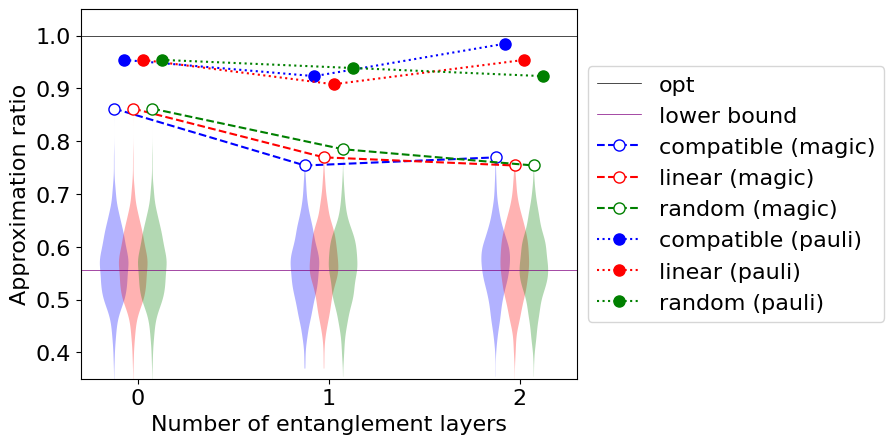 1.0
0.9
0.8
0.7
0.6
0.5
0.4
Approximation ratio
0 1 2
Number of entanglement layers
opt
lower bound
compatible (magic)
linear (magic)
random (magic)
compatible (pauli)
linear (pauli)
random (pauli)